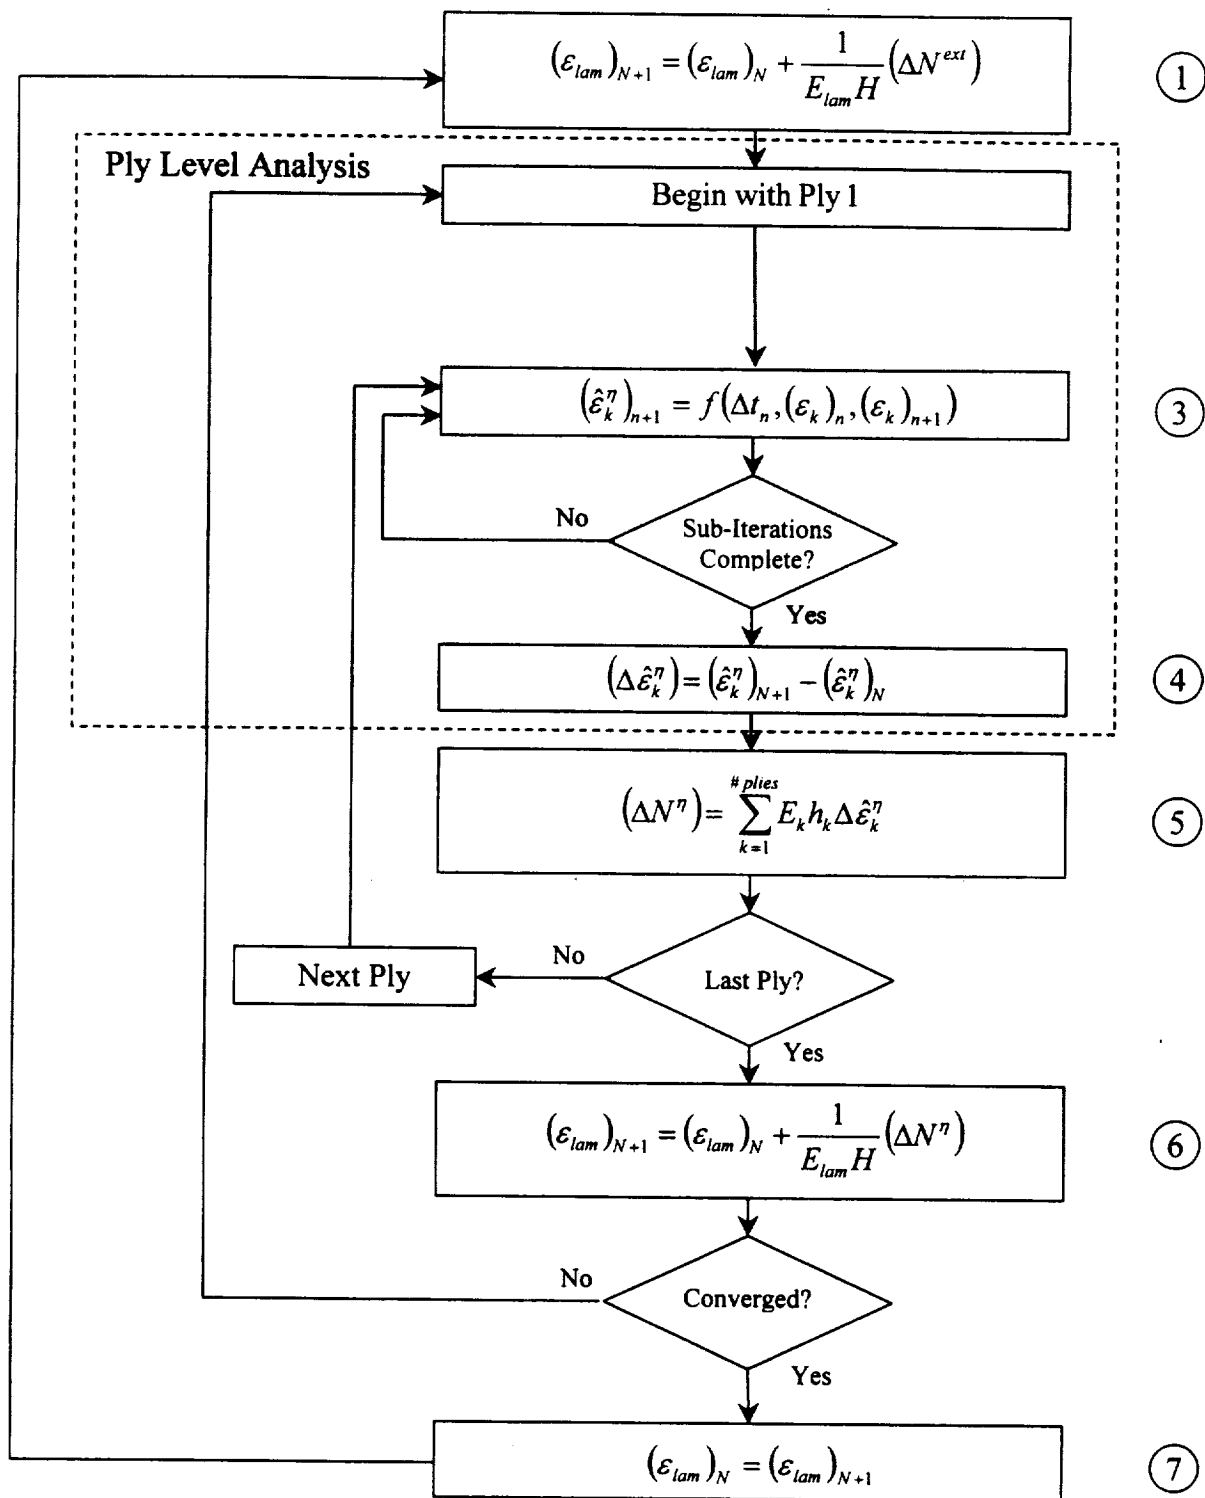 (ε_lam)_{N+1} = (ε_lam)_N + 1/(E_lam H) (ΔN^{ext})
1
Ply Level Analysis
Begin with Ply 1
(ε̂_k^η)_{n+1} = f(Δt_n, (ε_k)_n, (ε_k)_{n+1})
3
No
Sub-Iterations
Complete?
Yes
(Δε̂_k^η) = (ε̂_k^η)_{N+1} − (ε̂_k^η)_N
4
(ΔN^η) = ∑_{k=1}^{# plies} E_k h_k Δε̂_k^η
5
Next Ply
No
Last Ply?
Yes
(ε_lam)_{N+1} = (ε_lam)_N + 1/(E_lam H) (ΔN^η)
6
No
Converged?
Yes
(ε_lam)_N = (ε_lam)_{N+1}
7